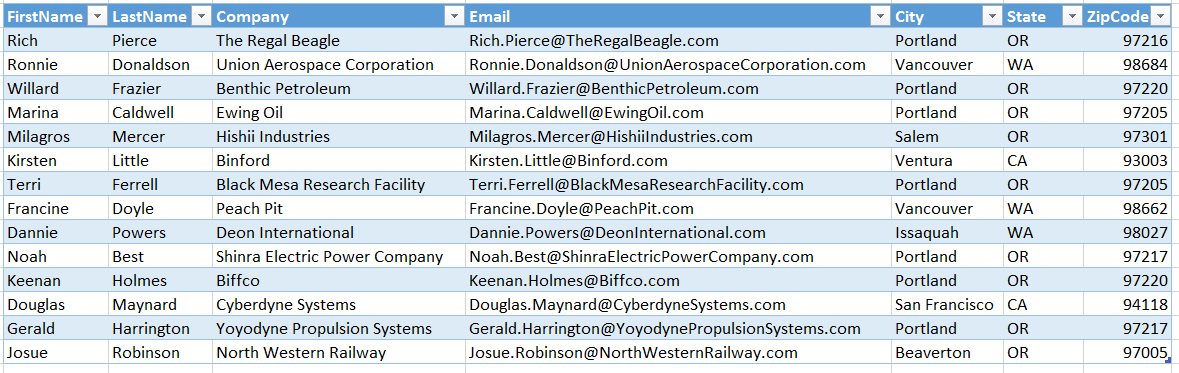 FirstName LastName Company Email City State ZipCode
Rich Pierce The Regal Beagle Rich.Pierce@TheRegalBeagle.com Portland OR 97216
Ronnie Donaldson Union Aerospace Corporation Ronnie.Donaldson@UnionAerospaceCorporation.com Vancouver WA 98684
Willard Frazier Benthic Petroleum Willard.Frazier@BenthicPetroleum.com Portland OR 97220
Marina Caldwell Ewing Oil Marina.Caldwell@EwingOil.com Portland OR 97205
Milagros Mercer Hishii Industries Milagros.Mercer@HishiiIndustries.com Salem OR 97301
Kirsten Little Binford Kirsten.Little@Binford.com Ventura CA 93003
Terri Ferrell Black Mesa Research Facility Terri.Ferrell@BlackMesaResearchFacility.com Portland OR 97205
Francine Doyle Peach Pit Francine.Doyle@PeachPit.com Vancouver WA 98662
Dannie Powers Deon International Dannie.Powers@DeonInternational.com Issaquah WA 98027
Noah Best Shinra Electric Power Company Noah.Best@ShinraElectricPowerCompany.com Portland OR 97217
Keenan Holmes Biffco Keenan.Holmes@Biffco.com Portland OR 97220
Douglas Maynard Cyberdyne Systems Douglas.Maynard@CyberdyneSystems.com San Francisco CA 94118
Gerald Harrington Yoyodyne Propulsion Systems Gerald.Harrington@YoyodynePropulsionSystems.com Portland OR 97217
Josue Robinson North Western Railway Josue.Robinson@NorthWesternRailway.com Beaverton OR 97005